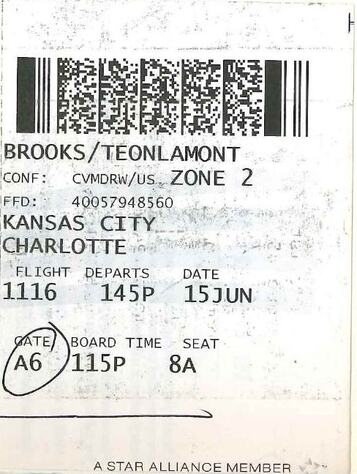 BROOKS/TEONLAMONT
CONF: CVMDRW/US ZONE 2
FFD: 40057948560
KANSAS CITY
CHARLOTTE
FLIGHT DEPARTS DATE
1116 145P 15JUN
GATE BOARD TIME SEAT
A6 115P 8A
A STAR ALLIANCE MEMBER